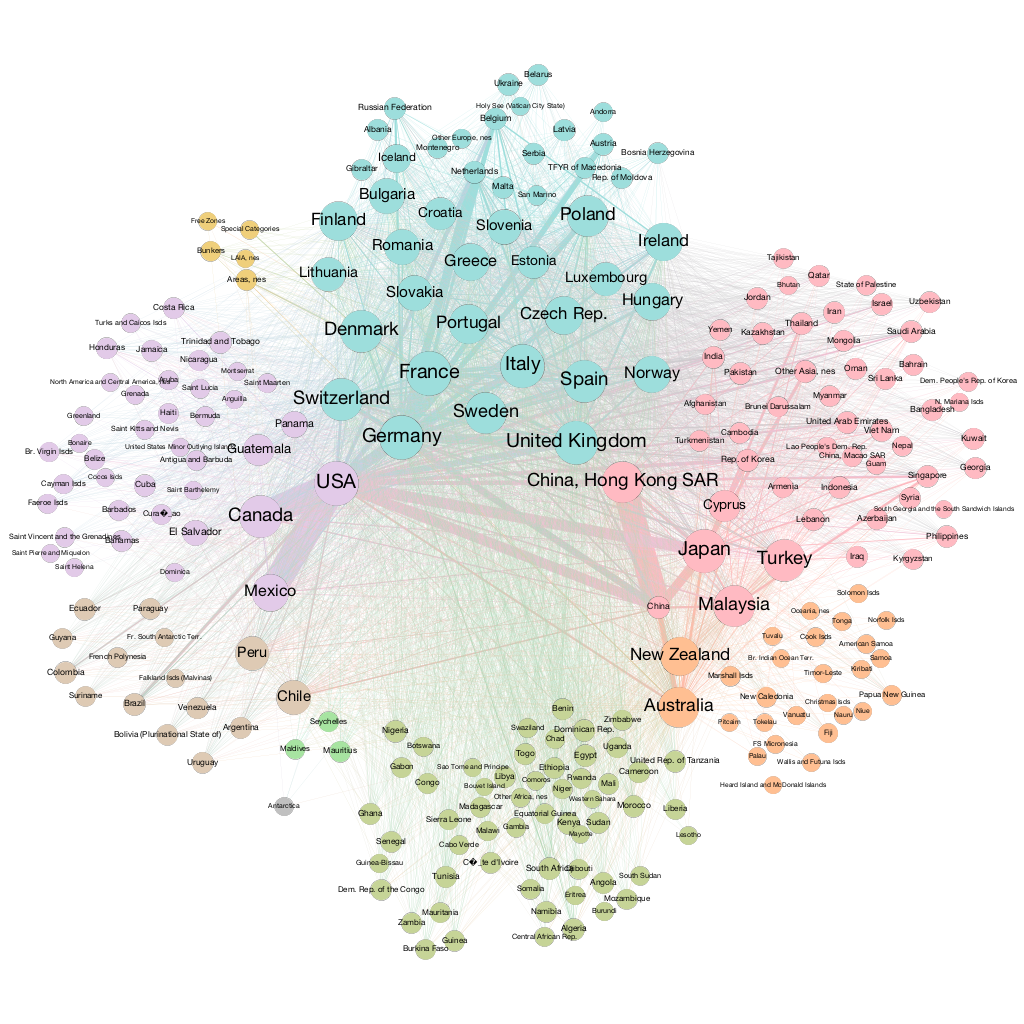 Belarus
Ukraine
Russian Federation
Holy See (Vatican City State)
Andorra
Belgium
Albania
Latvia
Other Europe, nes
Austria
Montenegro
Serbia
Bosnia Herzegovina
Iceland
Gibraltar
Netherlands
TFYR of Macedonia
Rep. of Moldova
Malta
Bulgaria
San Marino
Finland
Croatia
Slovenia
Poland
Free Zones
Special Categories
Romania
Ireland
Bunkers
LAIA, nes
Greece
Estonia
Tajikistan
Areas, nes
Lithuania
Luxembourg
Qatar
Bhutan
State of Palestine
Slovakia
Hungary
Jordan
Israel
Uzbekistan
Costa Rica
Iran
Turks and Caicos Isds
Denmark
Portugal
Czech Rep.
Yemen
Kazakhstan
Thailand
Saudi Arabia
Honduras
Jamaica
Trinidad and Tobago
Mongolia
Nicaragua
India
Italy
Oman
Bahrain
Montserrat
France
Spain
Norway
Pakistan
Other Asia, nes
Sri Lanka
Dem. People's Rep. of Korea
North America and Central America, nes
Aruba
Saint Lucia
Saint Maarten
Grenada
Anguilla
Switzerland
Myanmar
N. Mariana Isds
Afghanistan
Brunei Darussalam
Bangladesh
Greenland
Haiti
Bermuda
Sweden
Panama
United Arab Emirates
Saint Kitts and Nevis
Viet Nam
Germany
United Kingdom
Turkmenistan
Cambodia
Kuwait
Bonaire
United States Minor Outlying Islands
Guatemala
Lao People's Dem. Rep.
Nepal
Br. Virgin Isds
Belize
Antigua and Barbuda
Rep. of Korea
China, Macao SAR
Guam
Georgia
Cocos Isds
USA
China, Hong Kong SAR
Singapore
Cayman Isds
Cuba
Saint Barthelemy
Armenia
Indonesia
Syria
Faeroe Isds
Barbados
Cura�_ao
Canada
Cyprus
South Georgia and the South Sandwich Islands
Lebanon
Azerbaijan
Saint Vincent and the Grenadines
Bahamas
El Salvador
Philippines
Saint Pierre and Miquelon
Japan
Turkey
Iraq
Kyrgyzstan
Saint Helena
Dominica
Mexico
Solomon Isds
Ecuador
Paraguay
China
Malaysia
Oceania, nes
Tonga
Norfolk Isds
Guyana
Fr. South Antarctic Terr.
Tuvalu
Cook Isds
American Samoa
French Polynesia
Peru
New Zealand
Br. Indian Ocean Terr.
Samoa
Colombia
Falkland Isds (Malvinas)
Marshall Isds
Timor-Leste
Kiribati
Suriname
Chile
New Caledonia
Papua New Guinea
Brazil
Venezuela
Australia
Christmas Isds
Benin
Vanuatu
Nauru
Niue
Seychelles
Pitcairn
Tokelau
Zimbabwe
Argentina
Nigeria
Swaziland
Dominican Rep.
Fiji
Bolivia (Plurinational State of)
Chad
FS Micronesia
Maldives
Mauritius
Botswana
Togo
Egypt
Uganda
Palau
United Rep. of Tanzania
Wallis and Futuna Isds
Uruguay
Gabon
Sao Tome and Principe
Ethiopia
Cameroon
Libya
Comoros
Rwanda
Congo
Bouvet Island
Niger
Mali
Heard Island and McDonald Islands
Antarctica
Other Africa, nes
Western Sahara
Ghana
Madagascar
Morocco
Liberia
Sierra Leone
Equatorial Guinea
Kenya
Sudan
Malawi
Gambia
Mayotte
Lesotho
Senegal
Cabo Verde
Guinea-Bissau
C�_te d'Ivoire
South Africa
Djibouti
Tunisia
South Sudan
Dem. Rep. of the Congo
Somalia
Angola
Eritrea
Mozambique
Mauritania
Namibia
Burundi
Zambia
Algeria
Central African Rep.
Guinea
Burkina Faso